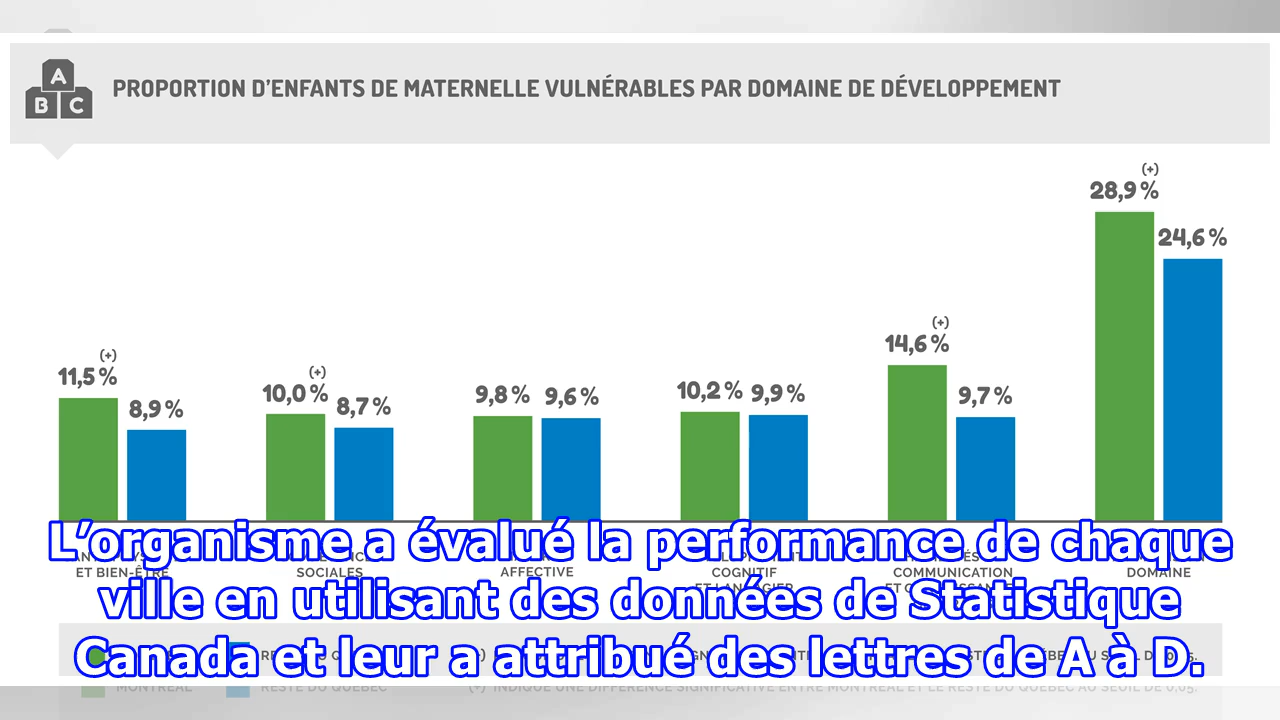 A
B C
PROPORTION D'ENFANTS DE MATERNELLE VULNÉRABLES PAR DOMAINE DE DÉVELOPPEMENT
(+)
28,9 %
24,6 %
(+)
14,6 %
9,7 %
(+)
11,5 %
8,9 %
(+)
10,0 %
8,7 %
9,8 %
9,6 %
10,2 %
9,9 %
L'organisme a évalué la performance de chaque
ET BIEN-ÊTRE
SOCIALES
AFFECTIVE
COGNITIF
COMMUNICATION
DOMAINE
ville en utilisant des données de Statistique
Canada et leur a attribué des lettres de A à D.
MONTRÉAL
RESTE DU QUÉBEC
(+) INDIQUE UNE DIFFÉRENCE SIGNIFICATIVE ENTRE MONTRÉAL ET LE RESTE DU QUÉBEC AU SEUIL DE 0,05.